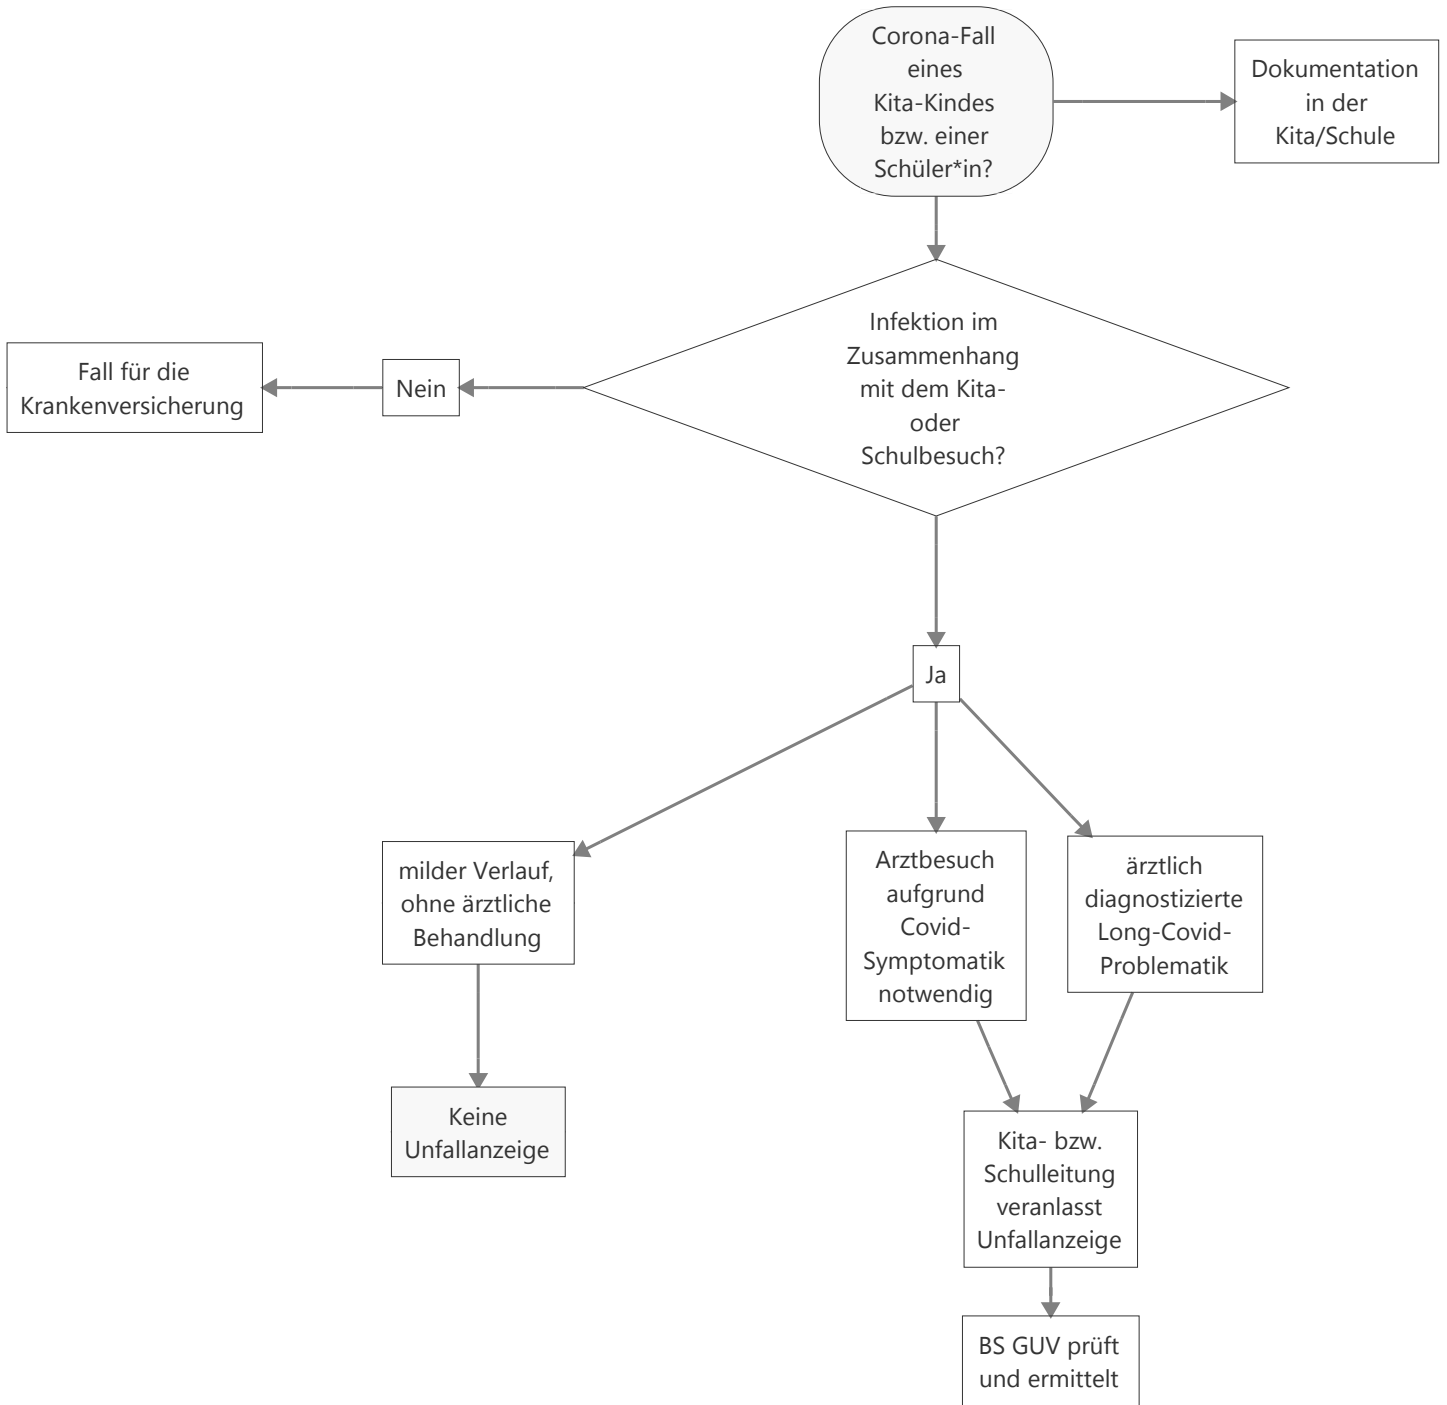 Corona-Fall
eines
Kita-Kindes
bzw. einer
Schüler*in?
Dokumentation
in der
Kita/Schule
Infektion im
Zusammenhang
mit dem Kita-
oder
Schulbesuch?
Nein
Fall für die
Krankenversicherung
Ja
milder Verlauf,
ohne ärztliche
Behandlung
Arztbesuch
aufgrund
Covid-
Symptomatik
notwendig
ärztlich
diagnostizierte
Long-Covid-
Problematik
Keine
Unfallanzeige
Kita- bzw.
Schulleitung
veranlasst
Unfallanzeige
BS GUV prüft
und ermittelt